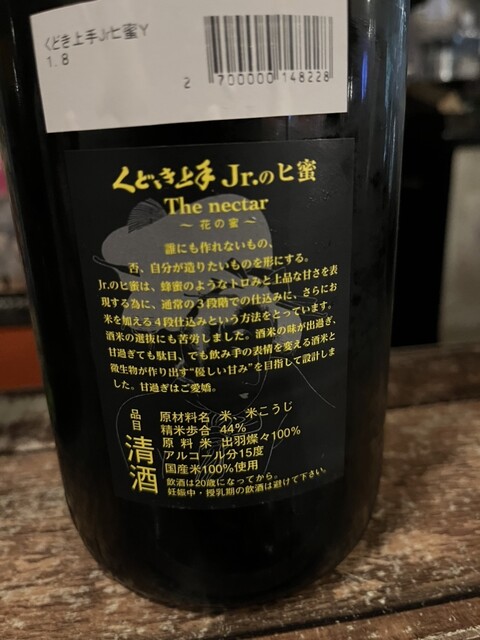 くどき上手Jrヒ蜜Y
1.8
2 700000 148228
くどき上手 Jr.のヒ蜜
The nectar
～花の蜜～
誰にも作れないもの、
否、自分が造りたいものを形にする。
Jr.のヒ蜜は、蜂蜜のようなトロみと上品な甘さを表
現する為に、通常の3段階での仕込みに、さらにお
米を加える4段仕込みという方法をとっています。
酒米の選抜にも苦労しました。酒米の味が出過ぎ、
甘過ぎても駄目、でも飲み手の表情を変える酒米と
微生物が作り出す“優しい甘み”を目指して設計しま
した。甘過ぎはご愛嬌。
品目 清酒
原材料名 米、米こうじ
精米歩合 44%
原料米 出羽燦々100%
アルコール分15度
国産米100%使用
飲酒は20歳になってから。
妊娠中・授乳期の飲酒は避けて下さい。